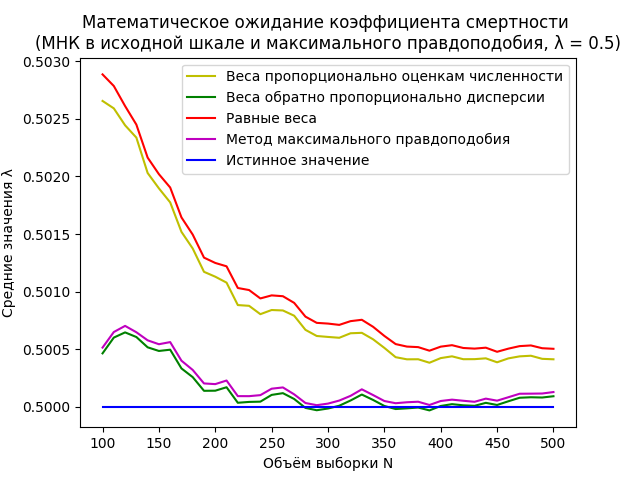 Математическое ожидание коэффициента смертности
(МНК в исходной шкале и максимального правдоподобия, λ = 0.5)
Веса пропорционально оценкам численности
Веса обратно пропорционально дисперсии
Равные веса
Метод максимального правдоподобия
Истинное значение
Средние значения λ
0.5030
0.5025
0.5020
0.5015
0.5010
0.5005
0.5000
100 150 200 250 300 350 400 450 500
Объём выборки N